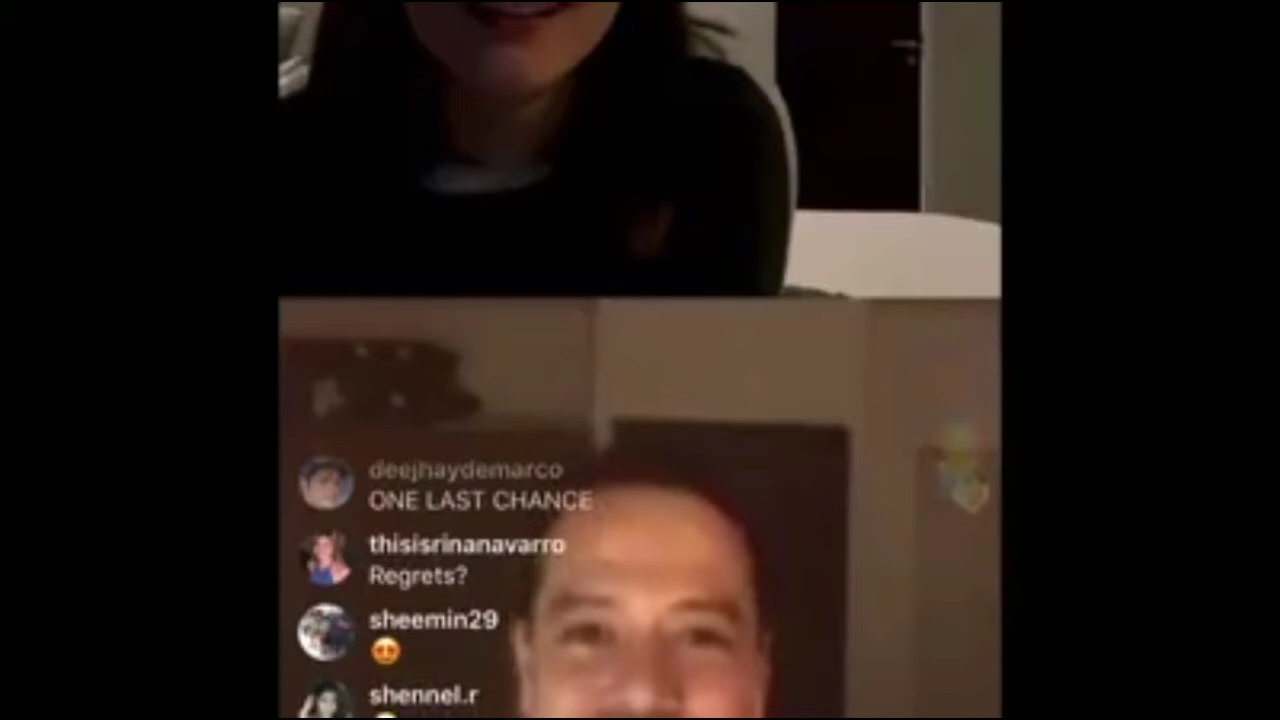 deejhaydemarco
ONE LAST CHANCE
thisisrinanavarro
Regrets?
sheemin29
😍
shennel.r